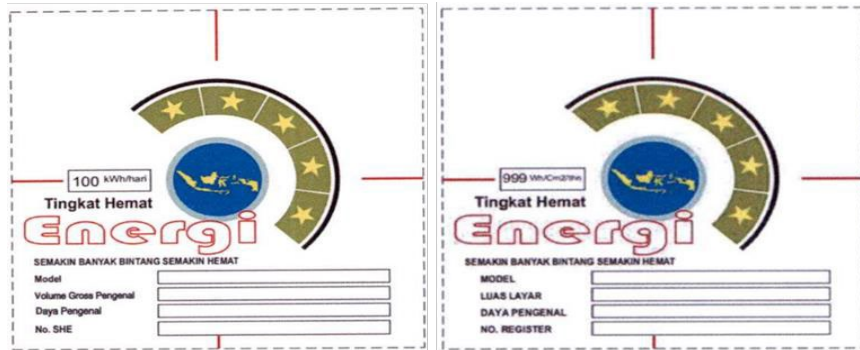 100 kWh/hari
Tingkat Hemat
Energi
SEMAKIN BANYAK BINTANG SEMAKIN HEMAT
Model
Volume Gross Pengenal
Daya Pengenal
No. SHE
999 Wh/Cm2/thn
Tingkat Hemat
Energi
SEMAKIN BANYAK BINTANG SEMAKIN HEMAT
MODEL
LUAS LAYAR
DAYA PENGENAL
NO. REGISTER